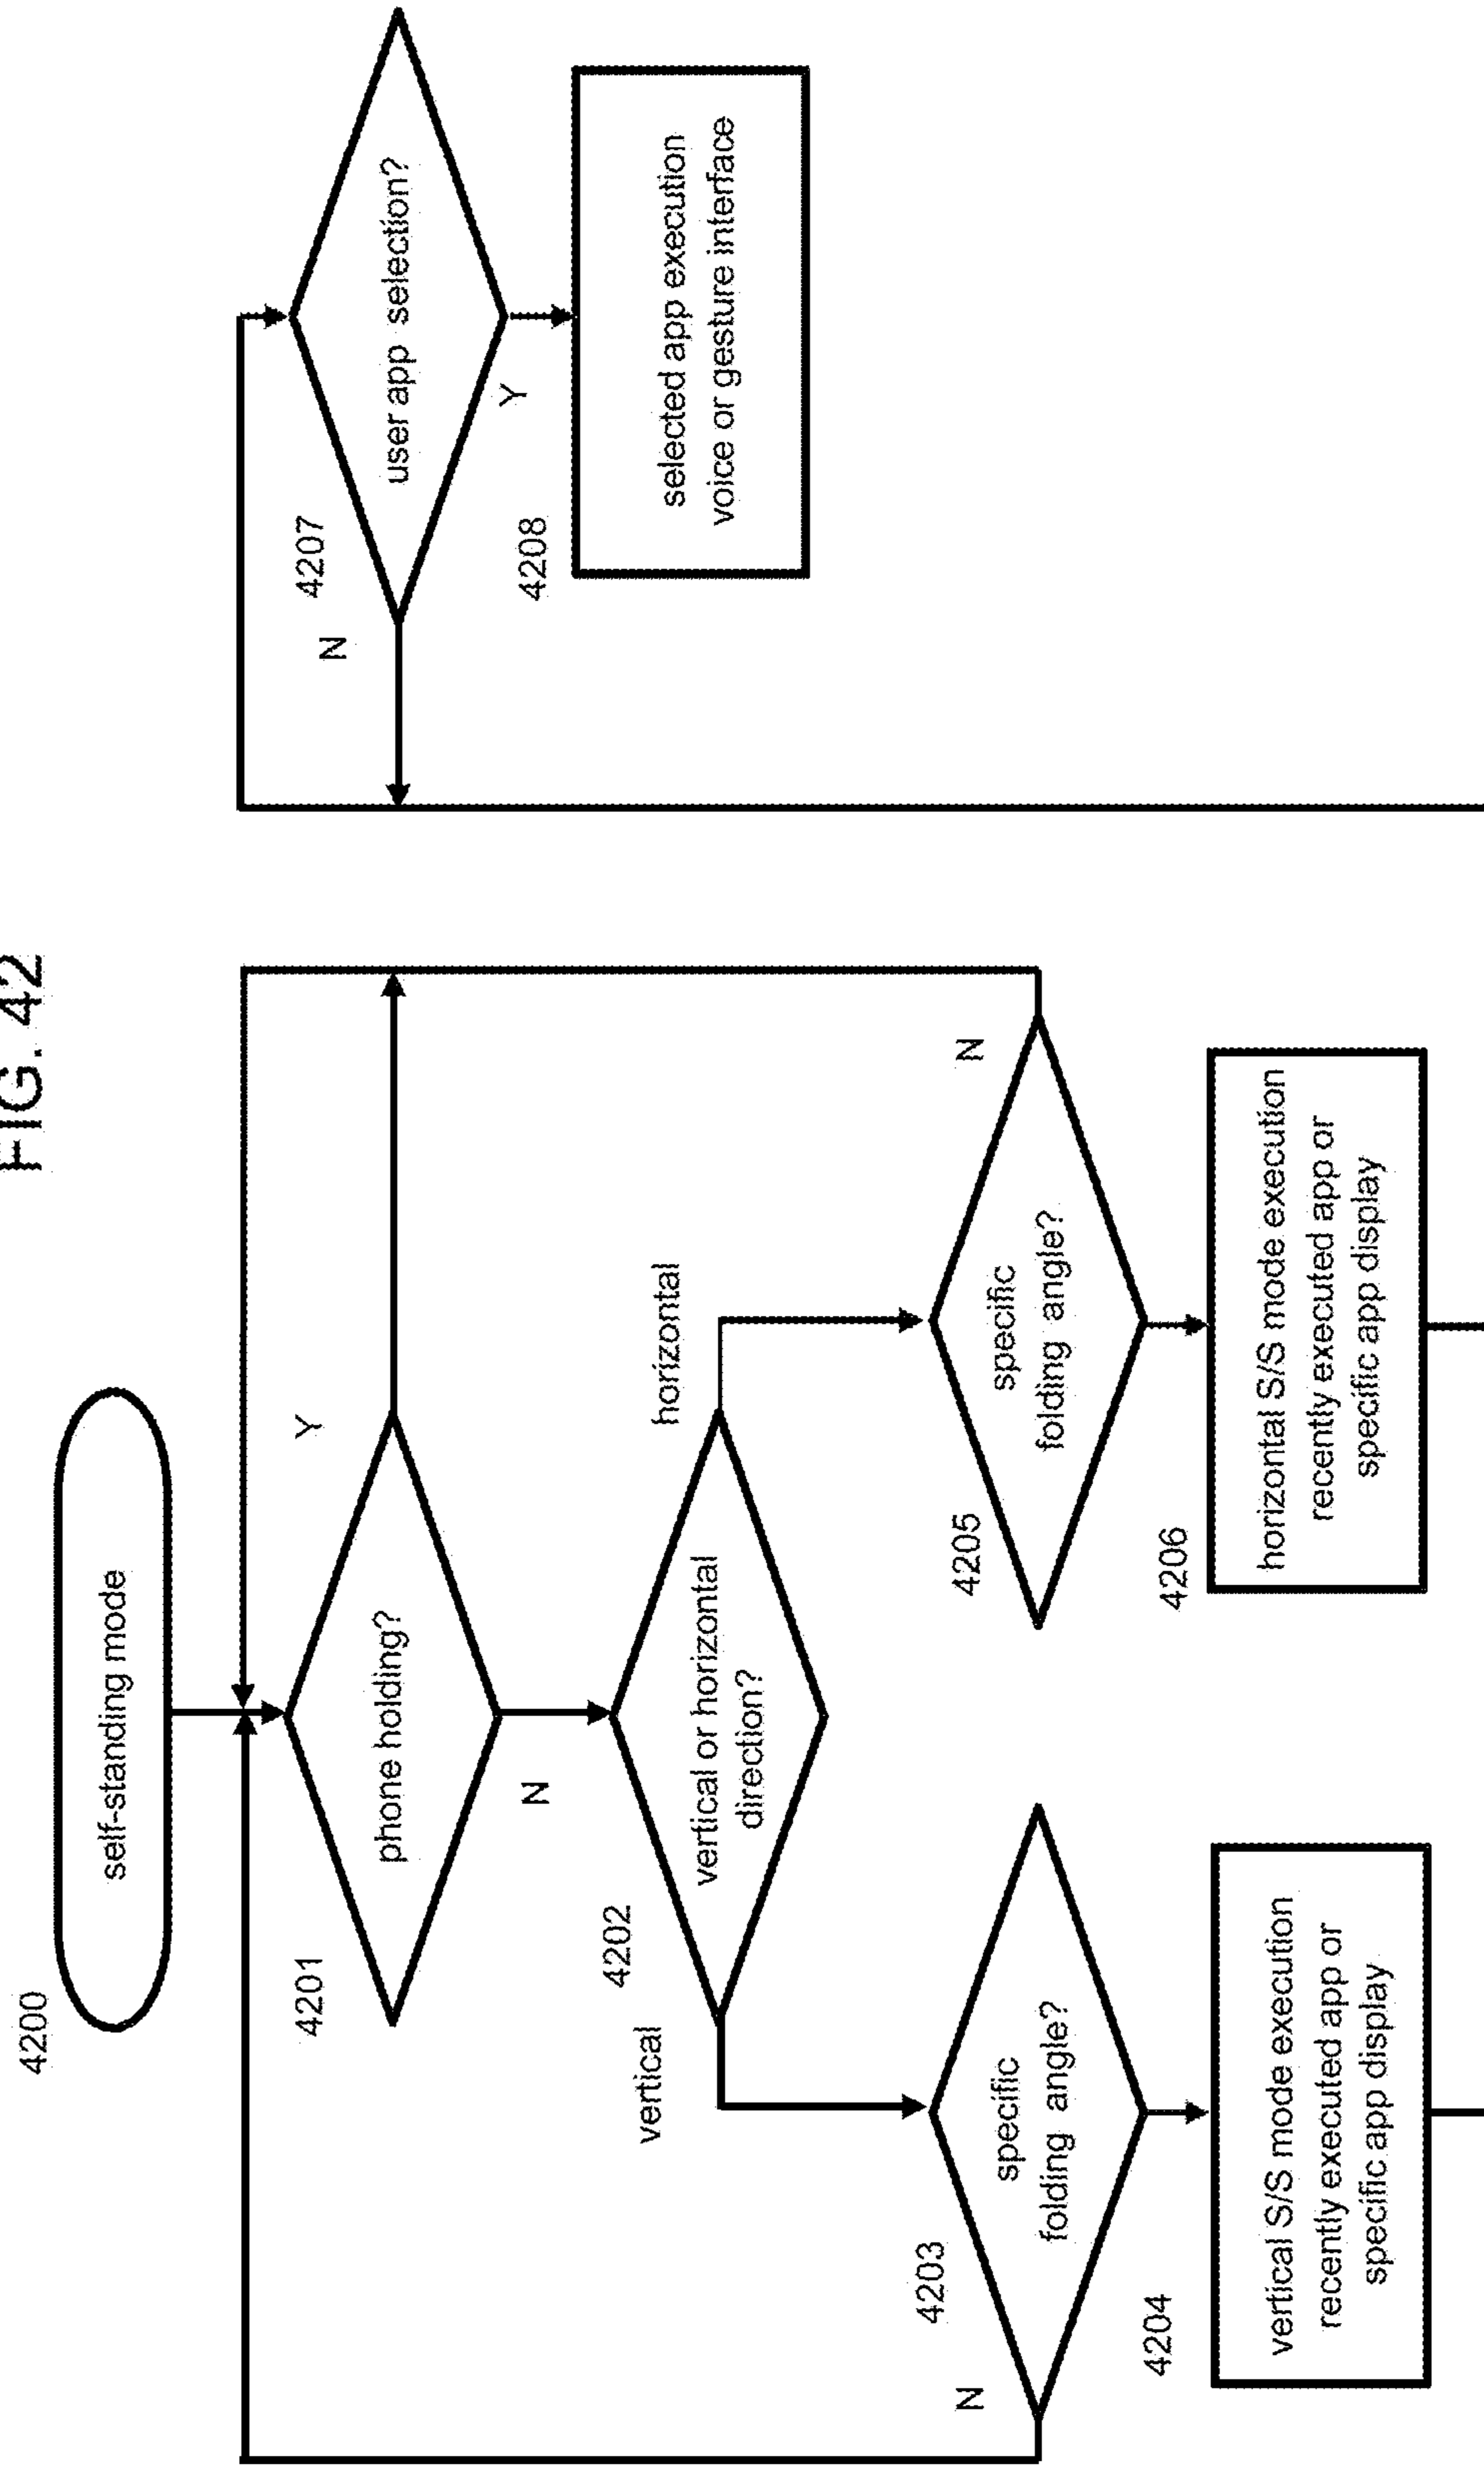 FIG. 42
4200
self-standing mode
4201
phone holding?
Y
N
4202
vertical or horizontal
direction?
vertical
horizontal
4203
specific
folding angle?
N
4204
vertical S/S mode execution
recently executed app or
specific app display
4205
specific
folding angle?
N
4206
horizontal S/S mode execution
recently executed app or
specific app display
4207
user app selection?
N
Y
4208
selected app execution
voice or gesture interface